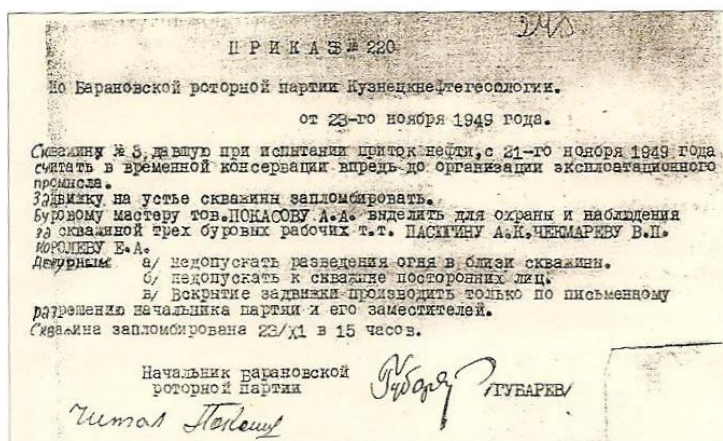 245
ПРИКАЗ № 220
По Барановской роторной партии Кузнецкнефтегеологии.
от 23-го ноября 1949 года.
Скважину № 3, давшую при испытании приток нефти, с 21-го ноября 1949 года
считать в временной консервации впредь до организации эксплоатационного
промысла.
Задвижку на устье скважины запломбировать.
Буровому мастеру тов.ПОКАСОВУ А.А. выделить для охраны и наблюдения
за скважиной трех буровых рабочих т.т. ПАСИГИНУ А.К.ЧЕКМАРЕВУ В.П.
КОРОЛЕВУ Е.А.
Дежурным а/ недопускать разведения огня в близи скважины.
б/ недопускать к скважине посторонних лиц.
в/ Вскрытие задвижки производить только по письменному
разрешению начальника партии и его заместителей.
Скважина запломбирована 23/XI в 15 часов.
Начальник Барановской
роторной партии Губарев /ГУБАРЕВ/
Читал